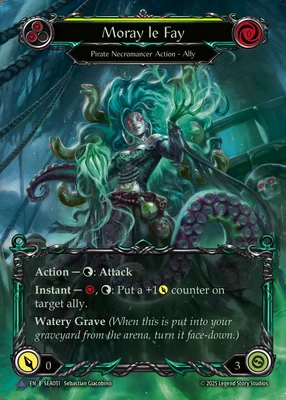 Moray le Fay
Pirate Necromancer Action - Ally
Action — : Attack
Instant — , : Put a +1 counter on
target ally.
Watery Grave (When this is put into your
graveyard from the arena, turn it face-down.)
0
3
EN SEA051 Sebastian Giacobino
© 2025 Legend Story Studios